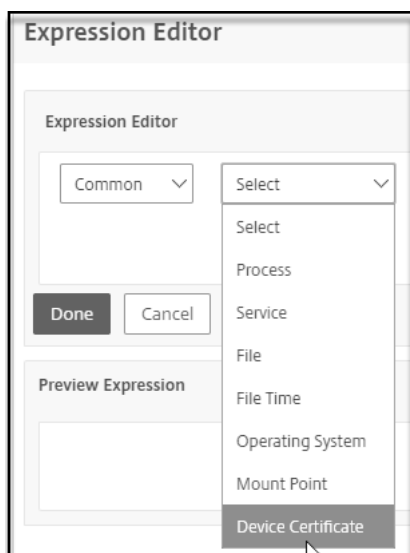 Expression Editor
Expression Editor
Common Select
Select
Process
Done Cancel Service
File
Preview Expression
File Time
Operating System
Mount Point
Device Certificate